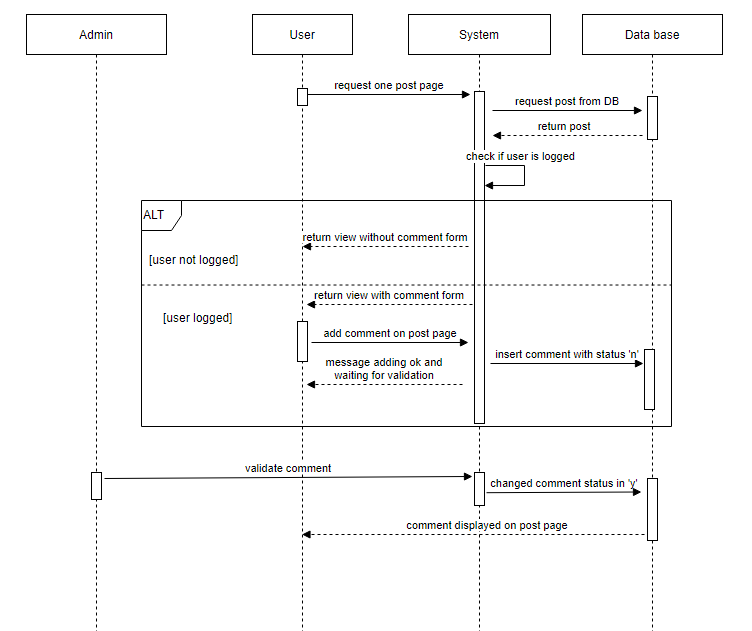 Admin
User
System
Data base
request one post page
request post from DB
return post
check if user is logged
ALT
return view without comment form
[user not logged]
return view with comment form
[user logged]
add comment on post page
insert comment with status 'n'
message adding ok and
waiting for validation
validate comment
changed comment status in 'y'
comment displayed on post page